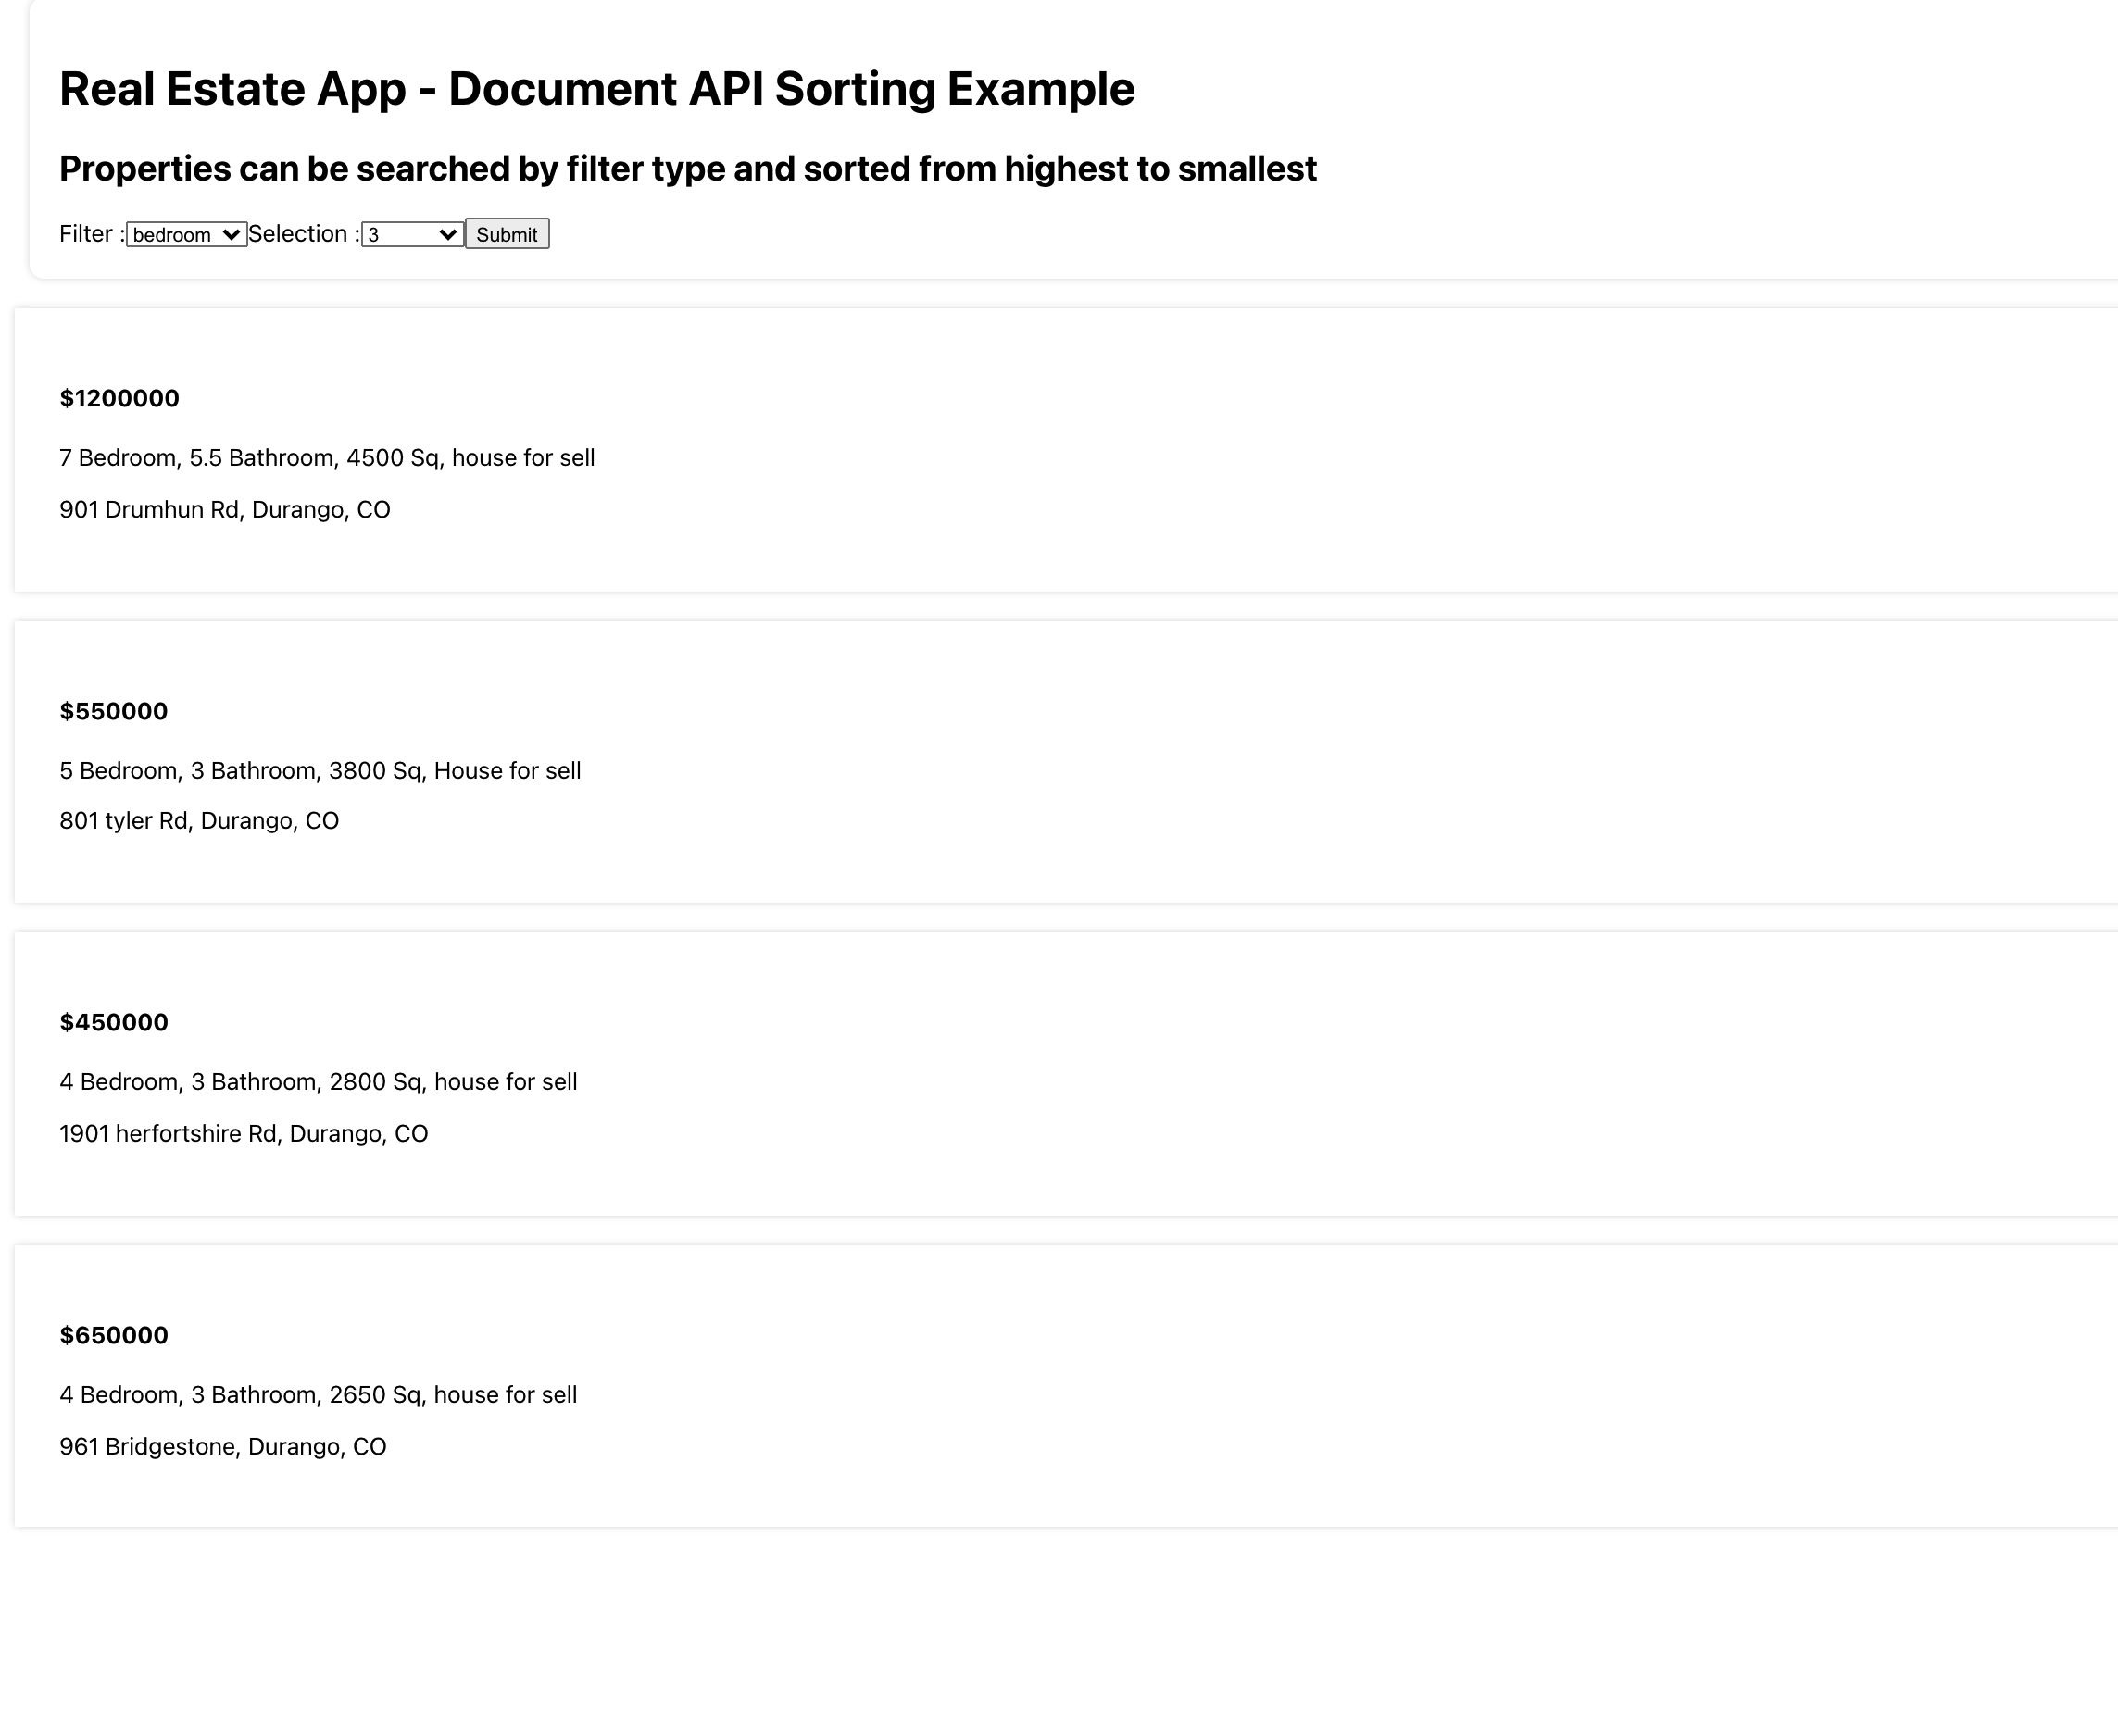 Real Estate App - Document API Sorting Example
Properties can be searched by filter type and sorted from highest to smallest
Filter :bedroom Selection :3 Submit
$1200000
7 Bedroom, 5.5 Bathroom, 4500 Sq, house for sell
901 Drumhun Rd, Durango, CO
$550000
5 Bedroom, 3 Bathroom, 3800 Sq, House for sell
801 tyler Rd, Durango, CO
$450000
4 Bedroom, 3 Bathroom, 2800 Sq, house for sell
1901 herfortshire Rd, Durango, CO
$650000
4 Bedroom, 3 Bathroom, 2650 Sq, house for sell
961 Bridgestone, Durango, CO